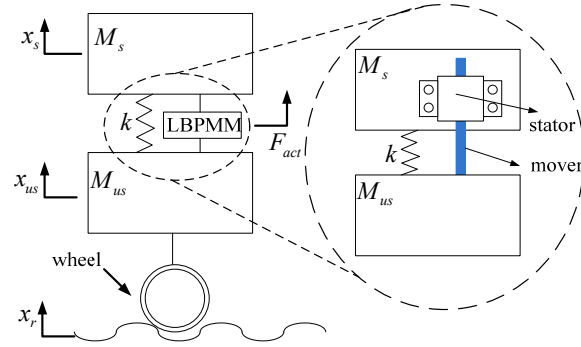 x_s
M_s
k
LBPMM
F_act
x_us
M_us
wheel
x_r
M_s
stator
k
mover
M_us